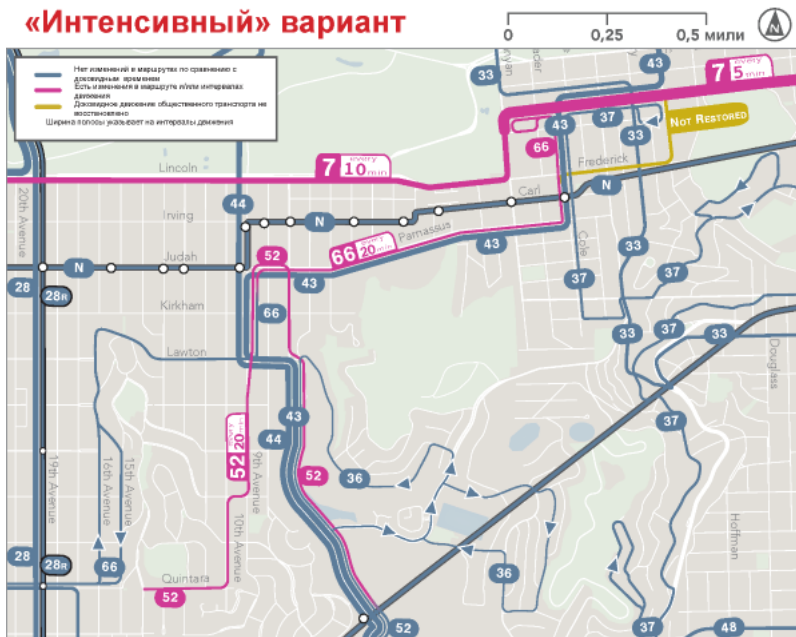 «Интенсивный» вариант
0 0,25 0,5 мили
N
Нет изменений в маршрутах по сравнению с
доковидным временем
Есть изменения в маршруте и/или интервалах
движения
Доковидное движение общественного транспорта не
восстановлено
Ширина полосы указывает на интервалы движения
33
43
7 every 5 min
43
37
33
NOT RESTORED
66
Frederick
Lincoln
7 every 10 min
Carl
N
20th Avenue
44
Irving
N
Parnassus
43
Cole
33
Judah
N
52
66 every 20 min
43
37
37
28
28R
Kirkham
66
33
37
33
Lawton
Douglass
43
44
37
52 20
9th Avenue
52
36
19th Avenue
16th Avenue
15th Avenue
10th Avenue
Hoffman
28
28R
66
Quintara
52
36
52
37
48